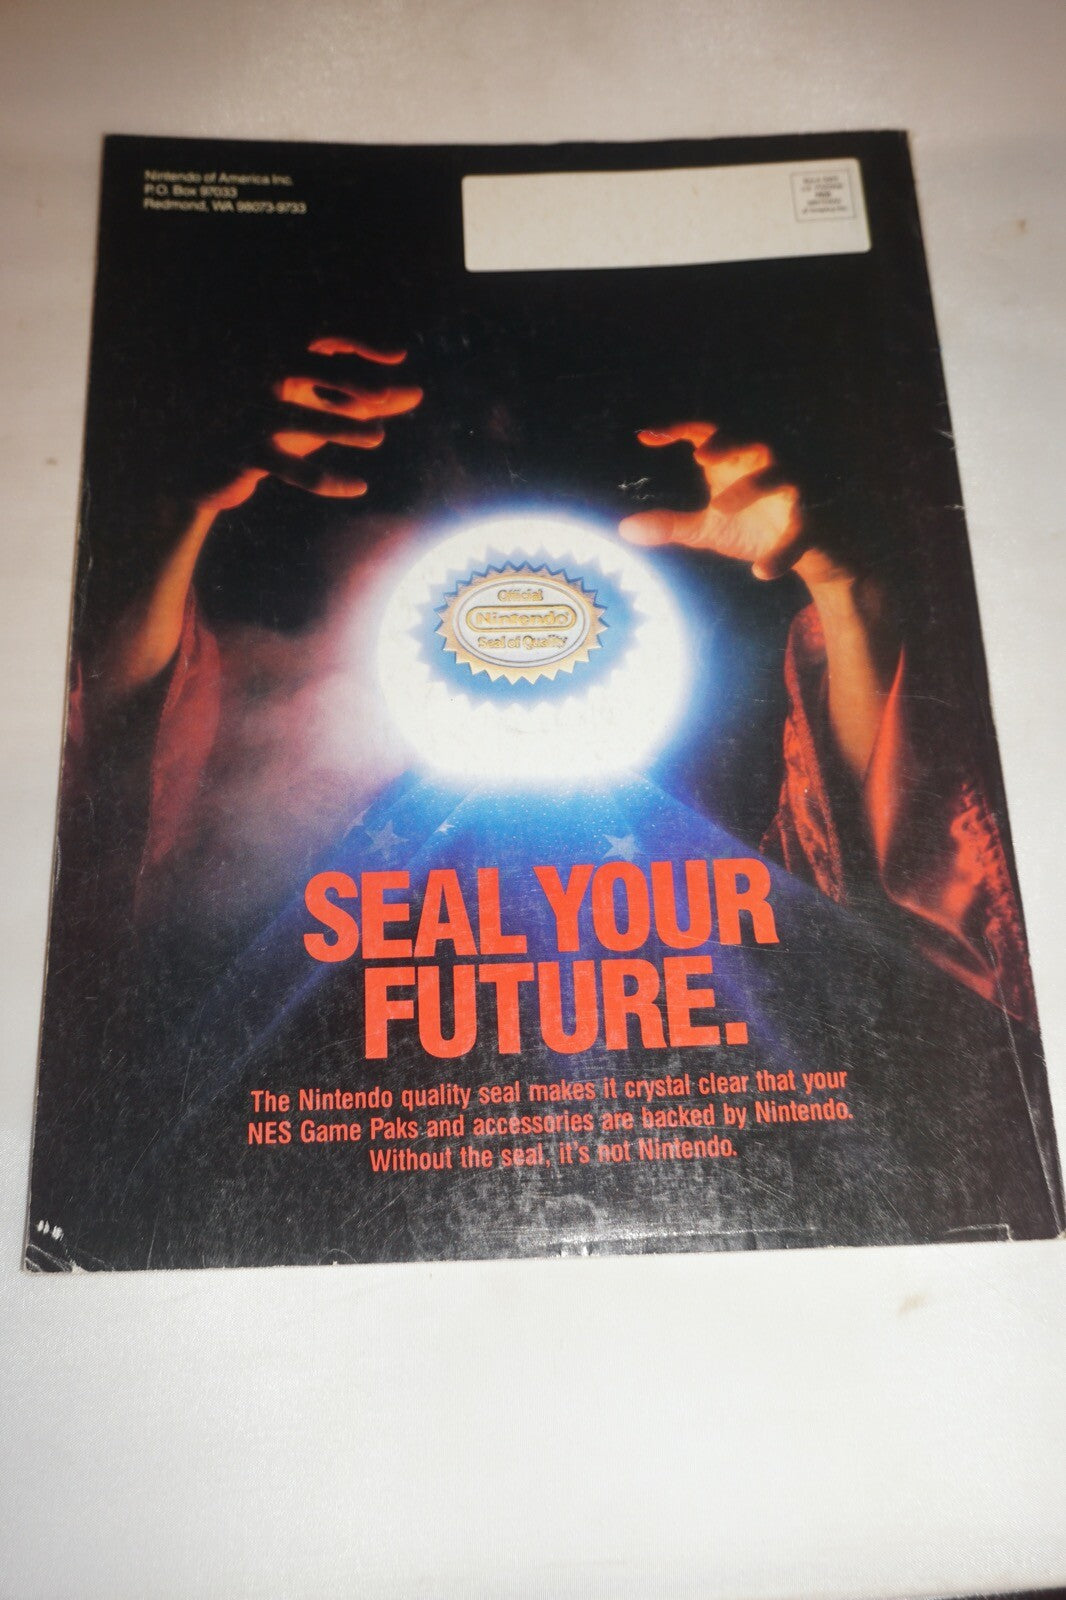 Nintendo of America Inc.
P.O. Box 97033
Redmond, WA 98073-9733
Official
Nintendo
Seal of Quality
SEAL YOUR
FUTURE.
The Nintendo quality seal makes it crystal clear that your
NES Game Paks and accessories are backed by Nintendo.
Without the seal, it's not Nintendo.